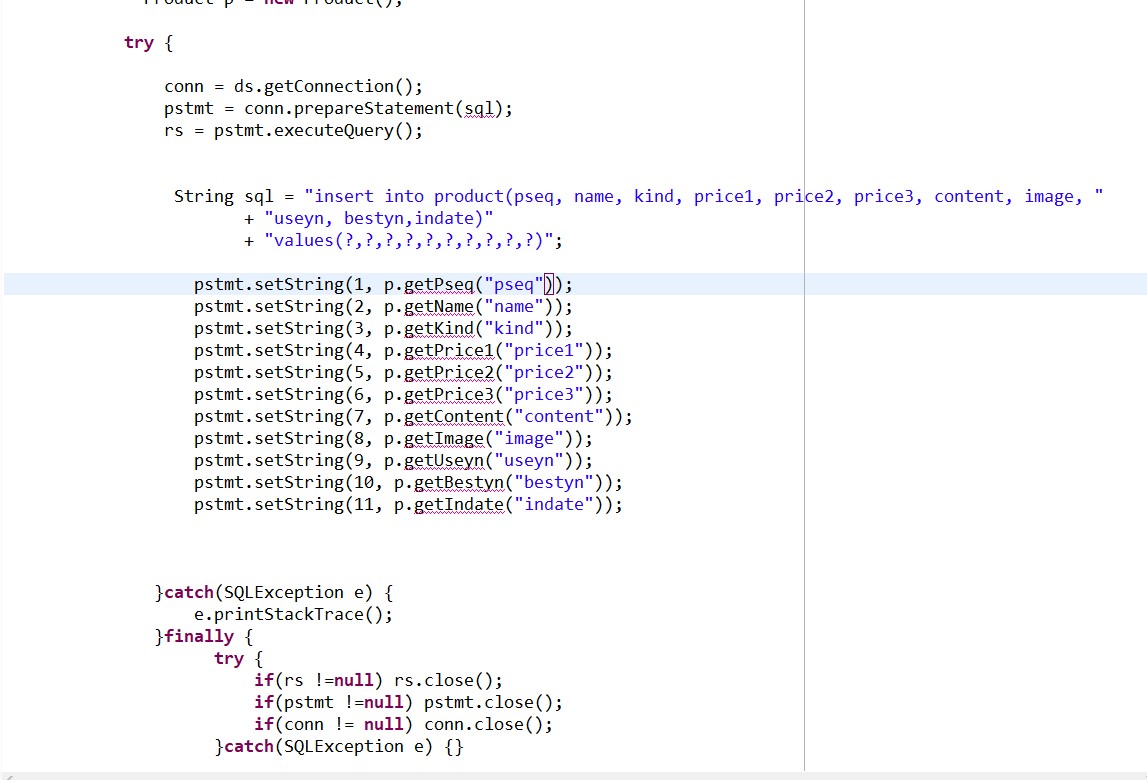 Product p = new Product();
try {
conn = ds.getConnection();
pstmt = conn.prepareStatement(sql);
rs = pstmt.executeQuery();
String sql = "insert into product(pseq, name, kind, price1, price2, price3, content, image, "
+ "useyn, bestyn,indate)"
+ "values(?,?,?,?,?,?,?,?,?,?)";
pstmt.setString(1, p.getPseq("pseq"));
pstmt.setString(2, p.getName("name"));
pstmt.setString(3, p.getKind("kind"));
pstmt.setString(4, p.getPrice1("price1"));
pstmt.setString(5, p.getPrice2("price2"));
pstmt.setString(6, p.getPrice3("price3"));
pstmt.setString(7, p.getContent("content"));
pstmt.setString(8, p.getImage("image"));
pstmt.setString(9, p.getUseyn("useyn"));
pstmt.setString(10, p.getBestyn("bestyn"));
pstmt.setString(11, p.getIndate("indate"));
}catch(SQLException e) {
e.printStackTrace();
}finally {
try {
if(rs !=null) rs.close();
if(pstmt !=null) pstmt.close();
if(conn != null) conn.close();
}catch(SQLException e) {}